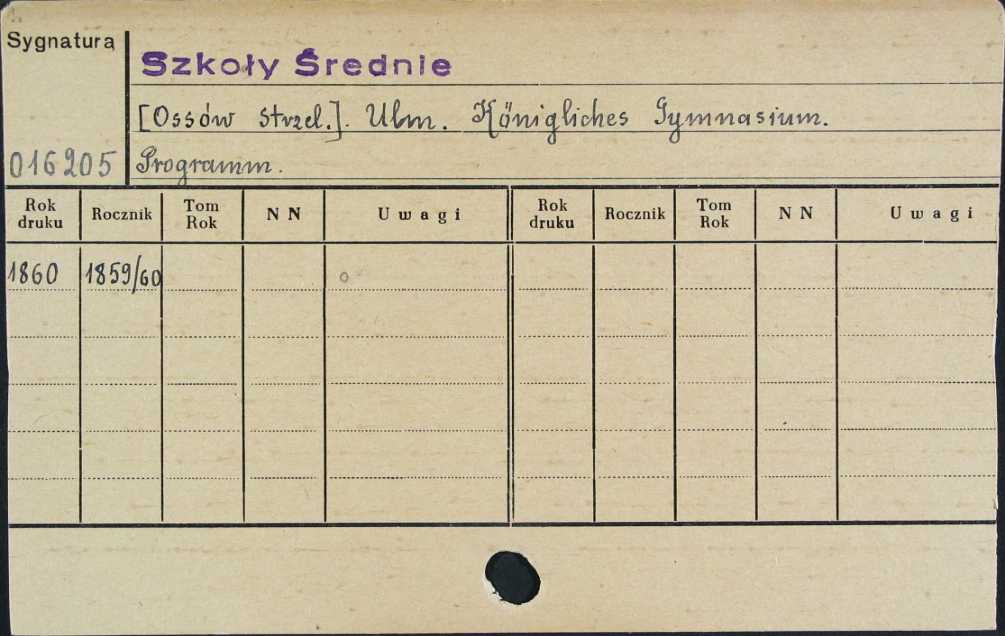 Sygnatura
Szkoły Średnie
[Ossów Strzel.]. Ulm. Königliches Gymnasium.
016205 Programm.
Rok druku Rocznik Tom Rok N N Uwagi Rok druku Rocznik Tom Rok N N Uwagi
1860 1859/60